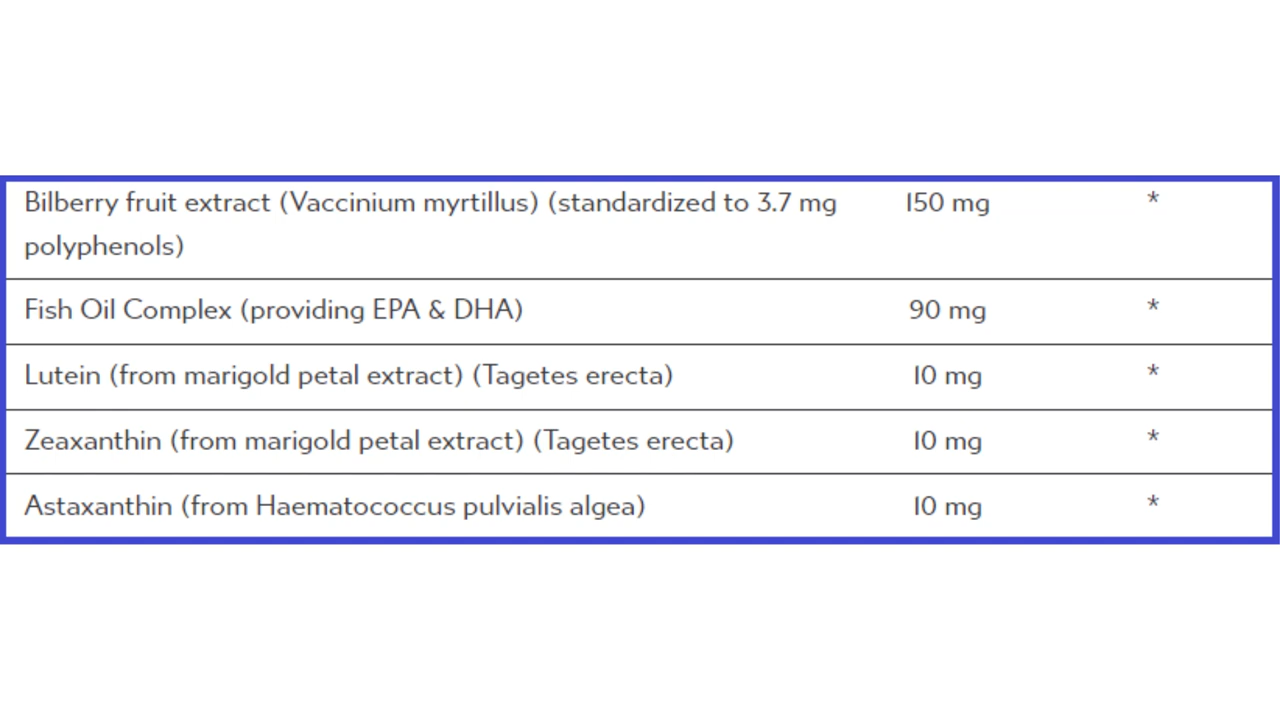 Bilberry fruit extract (Vaccinium myrtillus) (standardized to 3.7 mg 150 mg *
polyphenols)
Fish Oil Complex (providing EPA & DHA) 90 mg *
Lutein (from marigold petal extract) (Tagetes erecta) 10 mg *
Zeaxanthin (from marigold petal extract) (Tagetes erecta) 10 mg *
Astaxanthin (from Haematococcus pulvialis algea) 10 mg *